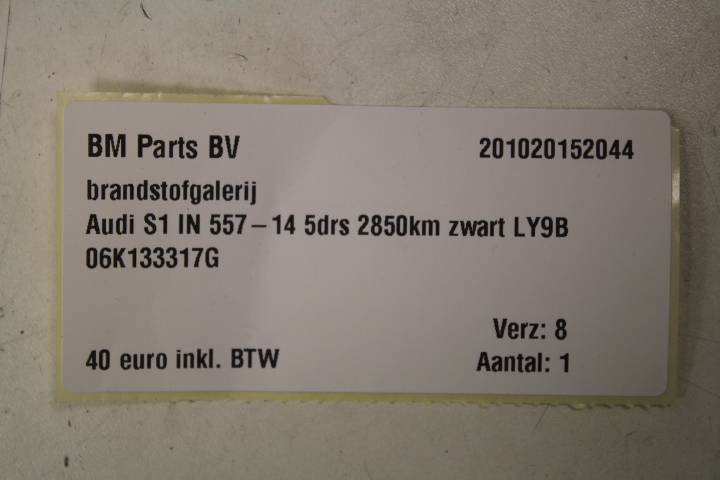 BM Parts BV 201020152044
brandstofgalerij
Audi S1 IN 557 – 14 5drs 2850km zwart LY9B
06K133317G
Verz: 8
40 euro inkl. BTW Aantal: 1